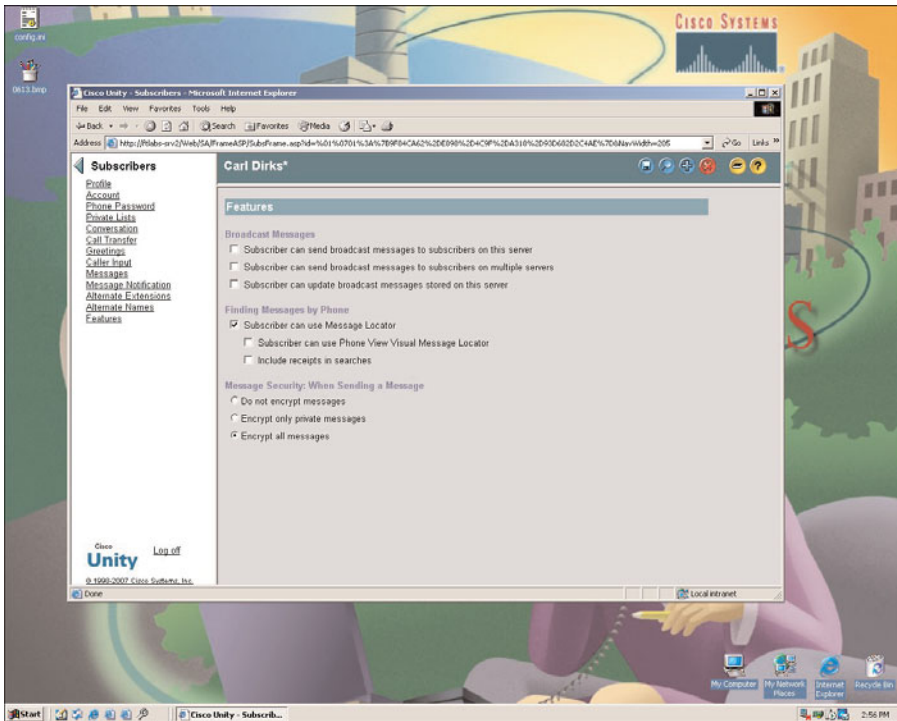 config.ini
CISCO SYSTEMS
0613.bmp
Cisco Unity - Subscribers - Microsoft Internet Explorer
File Edit View Favorites Tools Help
Back Search Favorites Media
Address Go Links »
Subscribers
Carl Dirks*
Profile
Account
Phone Password
Private Lists
Conversation
Call Transfer
Greetings
Caller Input
Messages
Message Notification
Alternate Extensions
Alternate Names
Features
Features
Broadcast Messages
Subscriber can send broadcast messages to subscribers on this server
Subscriber can send broadcast messages to subscribers on multiple servers
Subscriber can update broadcast messages stored on this server
Finding Messages by Phone
Subscriber can use Message Locator
Subscriber can use Phone View Visual Message Locator
Include receipts in searches
Message Security: When Sending a Message
Do not encrypt messages
Encrypt only private messages
Encrypt all messages
Cisco
Unity
Log off
© 1998-2007 Cisco Systems, Inc.
Done
Local intranet
S
My Computer
My Network Places
Internet Explorer
Recycle Bin
Start
Cisco Unity - Subscrib...
2:56 PM